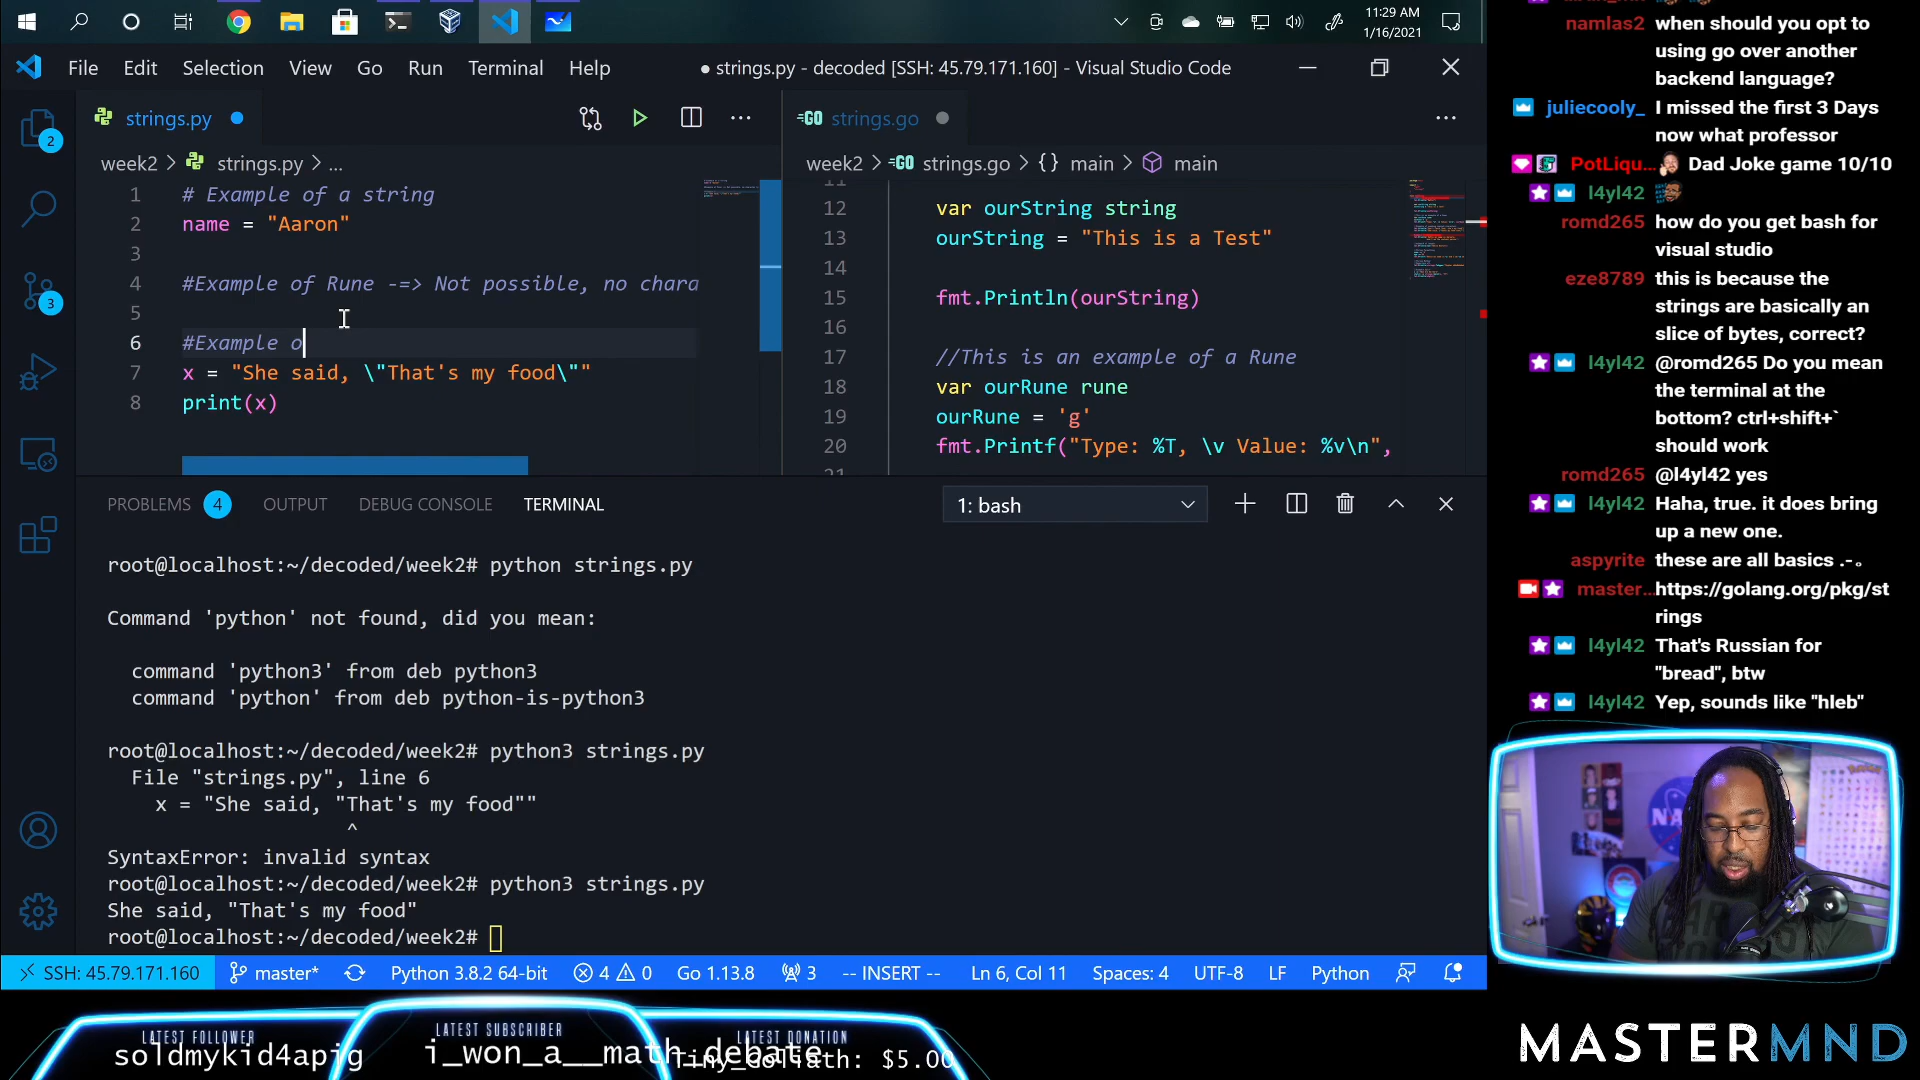 11:29 AM
1/16/2021
File Edit Selection View Go Run Terminal Help
● strings.py - decoded [SSH: 45.79.171.160] - Visual Studio Code
strings.py
week2 > strings.py > ...
1 # Example of a string
2 name = "Aaron"
3
4 #Example of Rune -=> Not possible, no chara
5
6 #Example o
7 x = "She said, \"That's my food\""
8 print(x)
GO strings.go
week2 > GO strings.go > {} main > main
11
12 var ourString string
13 ourString = "This is a Test"
14
15 fmt.Println(ourString)
16
17 //This is an example of a Rune
18 var ourRune rune
19 ourRune = 'g'
20 fmt.Printf("Type: %T, \v Value: %v\n",
2
3
PROBLEMS 4 OUTPUT DEBUG CONSOLE TERMINAL
1: bash
root@localhost:~/decoded/week2# python strings.py
Command 'python' not found, did you mean:
command 'python3' from deb python3
command 'python' from deb python-is-python3
root@localhost:~/decoded/week2# python3 strings.py
File "strings.py", line 6
x = "She said, "That's my food""
^
SyntaxError: invalid syntax
root@localhost:~/decoded/week2# python3 strings.py
She said, "That's my food"
root@localhost:~/decoded/week2#
SSH: 45.79.171.160 master* Python 3.8.2 64-bit 4 0 Go 1.13.8 3 -- INSERT -- Ln 6, Col 11 Spaces: 4 UTF-8 LF Python
namlas2 when should you opt to
using go over another
backend language?
juliecooly_ I missed the first 3 Days
now what professor
PotLiqu... Dad Joke game 10/10
l4yl42
romd265 how do you get bash for
visual studio
eze8789 this is because the
strings are basically an
slice of bytes, correct?
l4yl42 @romd265 Do you mean
the terminal at the
bottom? ctrl+shift+`
should work
romd265 @l4yl42 yes
l4yl42 Haha, true. it does bring
up a new one.
aspyrite these are all basics .-。
master... https://golang.org/pkg/st
rings
l4yl42 That's Russian for
"bread", btw
l4yl42 Yep, sounds like "hleb"
NASA
LATEST FOLLOWER
soldmykid4apig
LATEST SUBSCRIBER
i_won_a__math_debate
LATEST DONATION
Tiny_Goliath: $5.00
MASTERMND